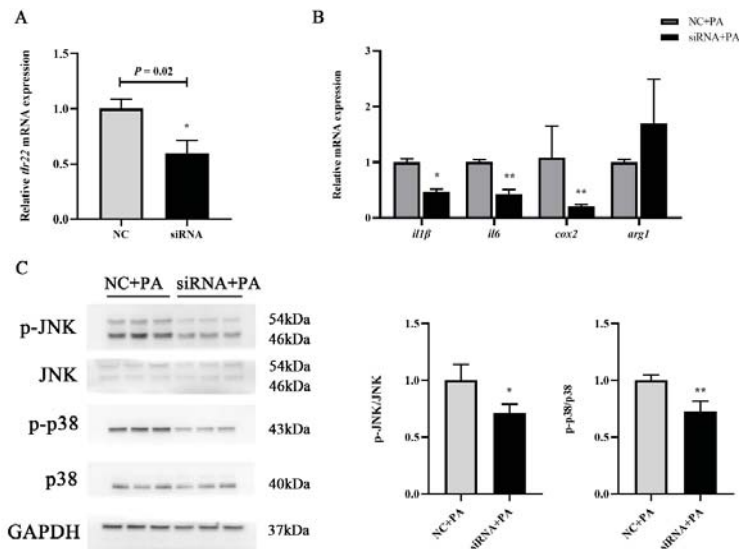 A
Relative tlr22 mRNA expression
1.5
1.0
0.5
0.0
P = 0.02
*
NC
siRNA
B
NC+PA
siRNA+PA
Relative mRNA expression
4
3
2
1
0
*
**
**
il1β
il6
cox2
arg1
C
NC+PA siRNA+PA
p-JNK
54kDa
46kDa
JNK
54kDa
46kDa
p-p38
43kDa
p38
40kDa
GAPDH
37kDa
p-JNK/JNK
1.5
1.0
0.5
0.0
*
NC+PA
siRNA+PA
p-p38/p38
1.5
1.0
0.5
0.0
**
NC+PA
siRNA+PA